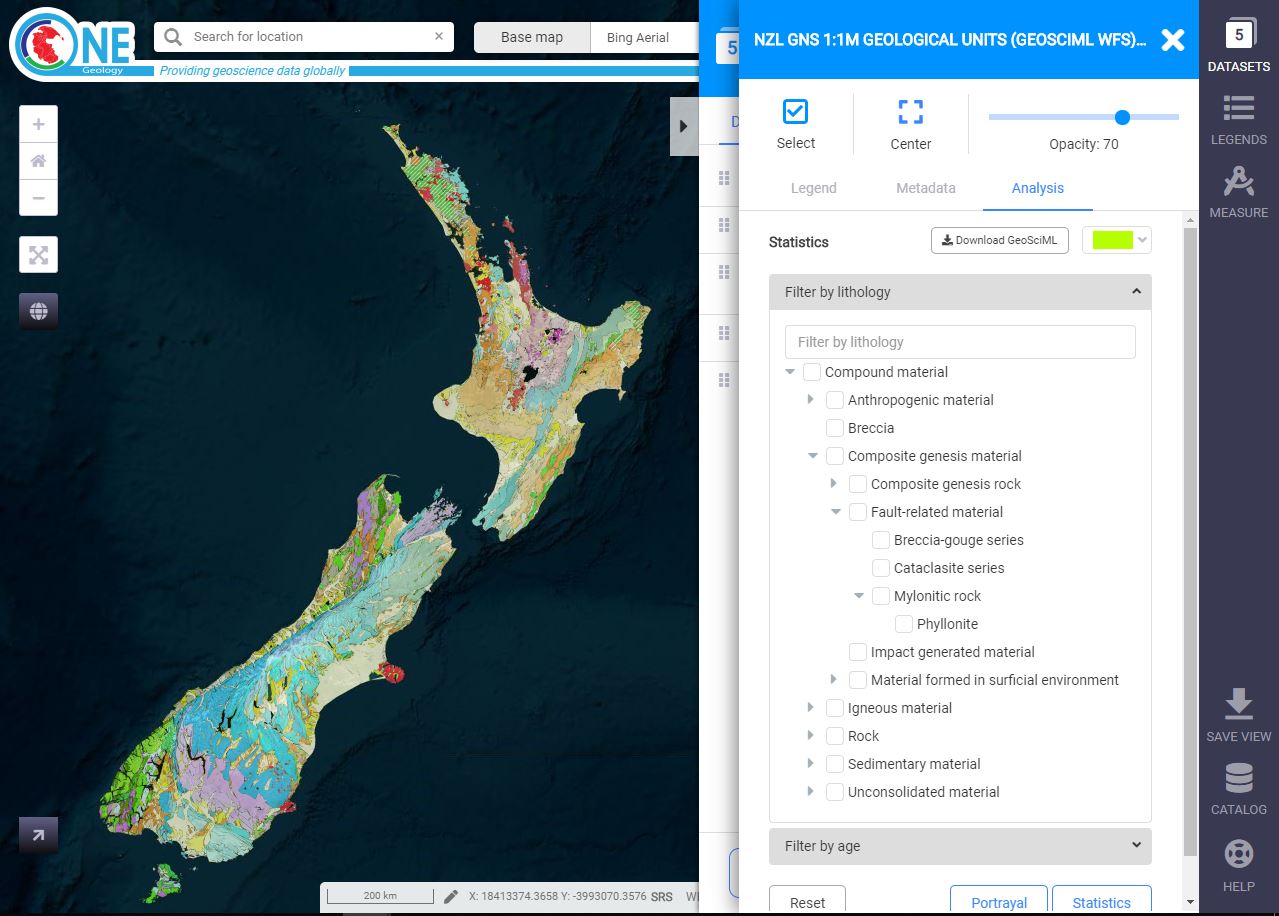 ONE
Geology
Providing geoscience data globally
Search for location
×
Base map
Bing Aerial
5
D
NZL GNS 1:1M GEOLOGICAL UNITS (GEOSCIML WFS)...
Select
Center
Opacity: 70
Legend
Metadata
Analysis
Statistics
Download GeoSciML
Filter by lithology
Filter by lithology
Compound material
Anthropogenic material
Breccia
Composite genesis material
Composite genesis rock
Fault-related material
Breccia-gouge series
Cataclasite series
Mylonitic rock
Phyllonite
Impact generated material
Material formed in surficial environment
Igneous material
Rock
Sedimentary material
Unconsolidated material
Filter by age
Reset
Portrayal
Statistics
5
DATASETS
LEGENDS
MEASURE
SAVE VIEW
CATALOG
HELP
200 km
X: 18413374.3658 Y: -3993070.3576 SRS